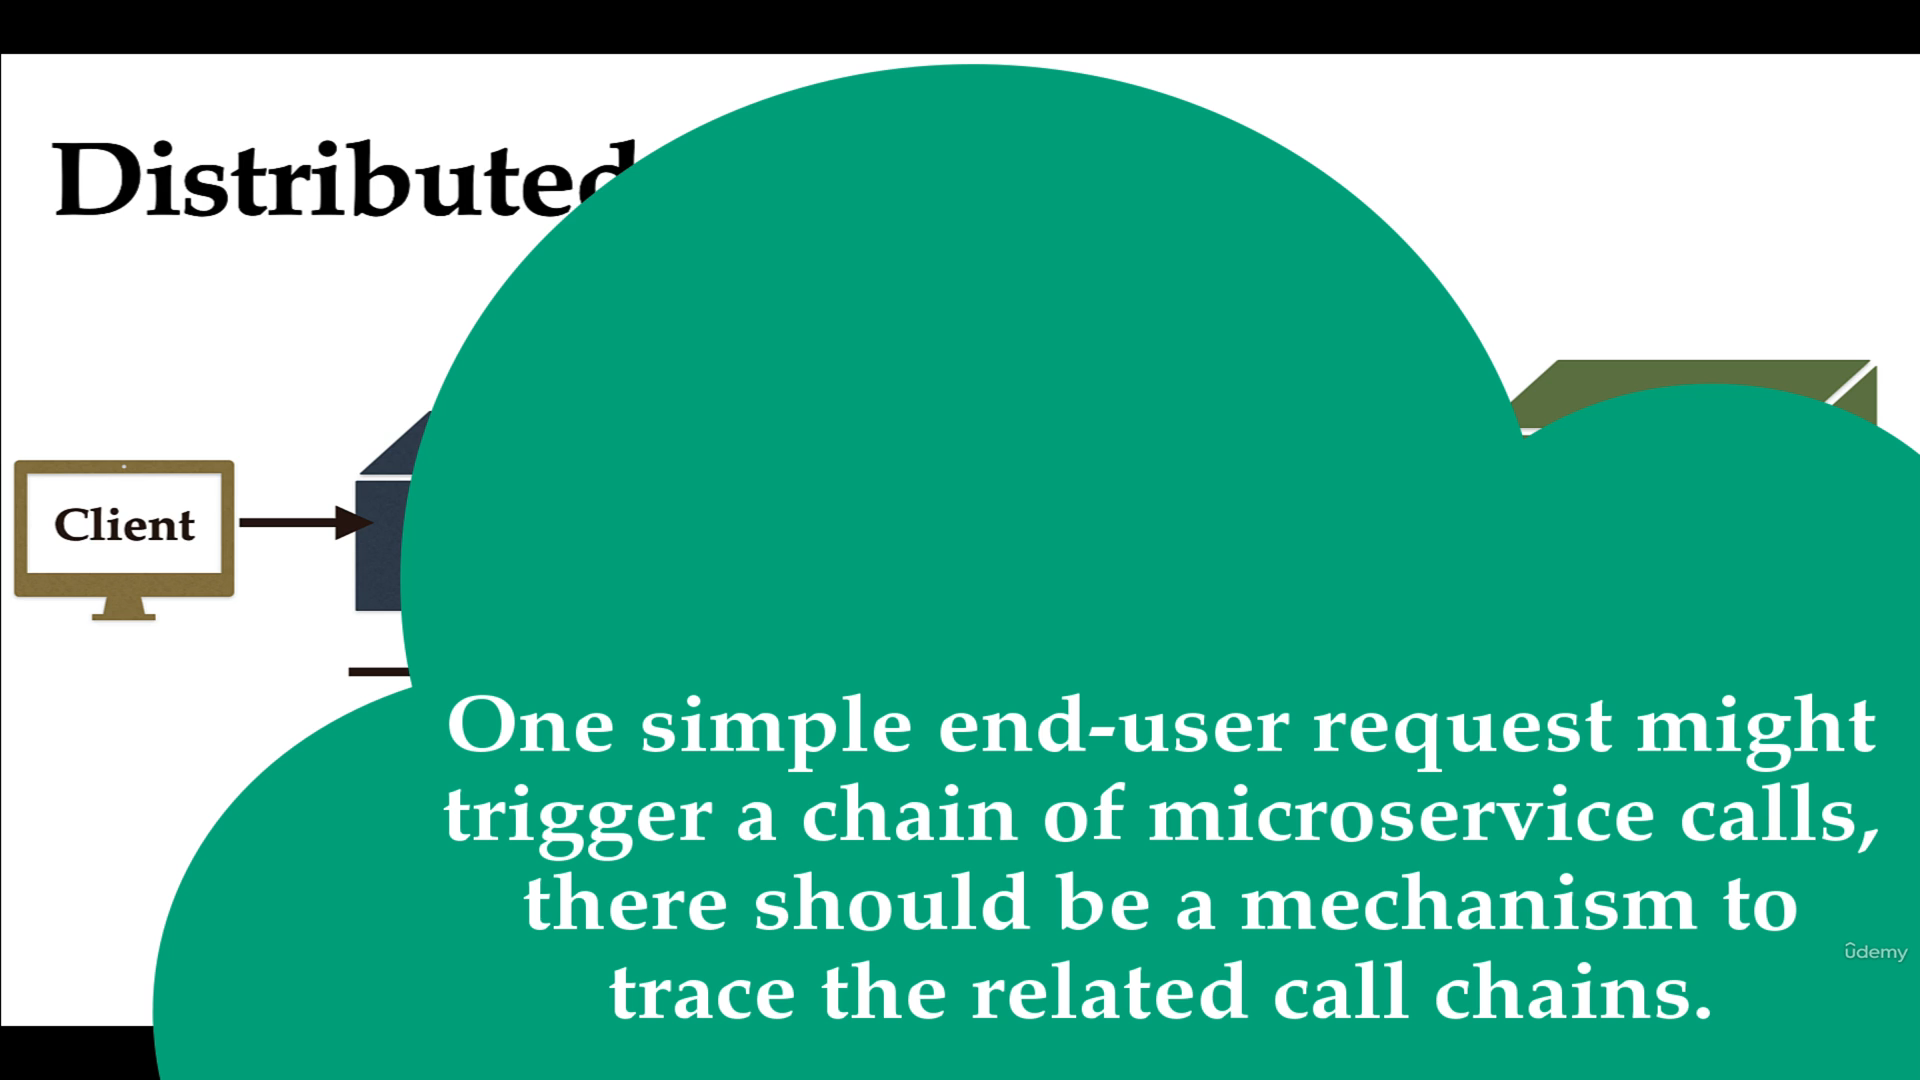 Distributed
Client
One simple end-user request might
trigger a chain of microservice calls,
there should be a mechanism to
trace the related call chains.
ûdemy